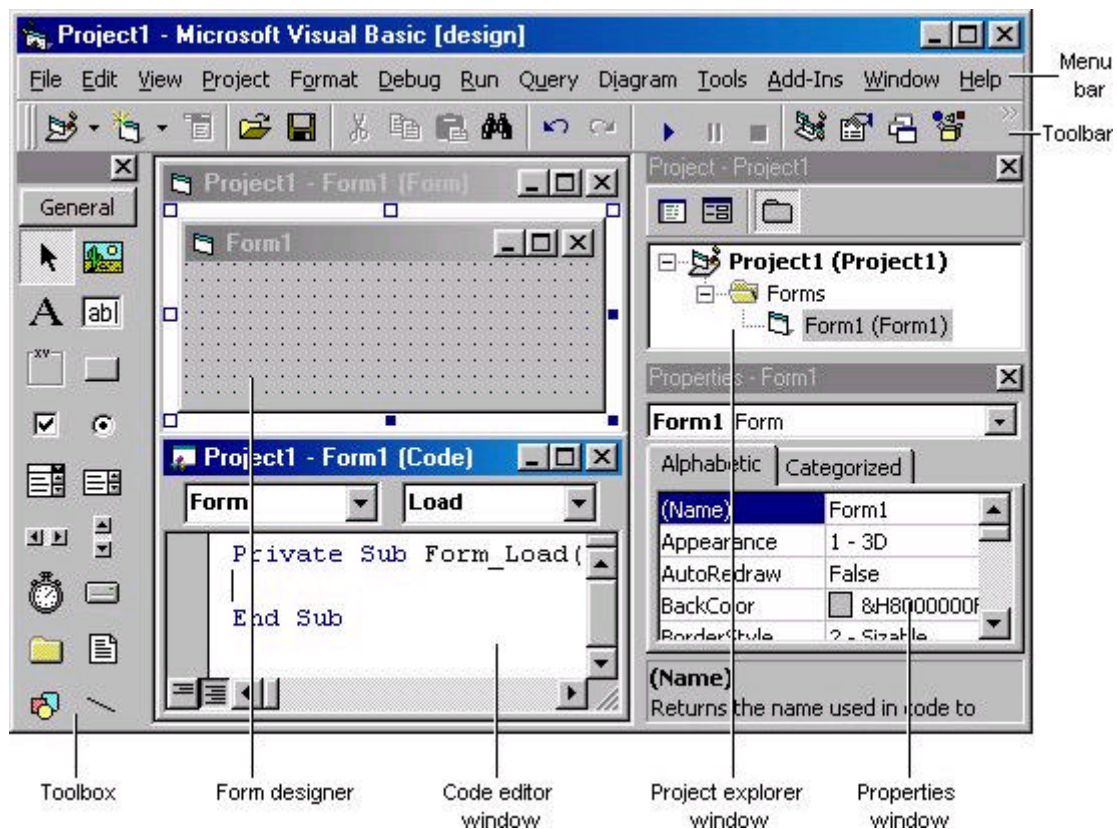 Project1 - Microsoft Visual Basic [design]
File Edit View Project Format Debug Run Query Diagram Tools Add-Ins Window Help
Menu bar
Toolbar
General
A
ab|
xy
Project1 - Form1 (Form)
Form1
Project - Project1
Project1 (Project1)
Forms
Form1 (Form1)
Properties - Form1
Form1 Form
Alphabetic Categorized
(Name) Form1
Appearance 1 - 3D
AutoRedraw False
BackColor &H8000000F
BorderStyle 2 - Sizable
(Name)
Returns the name used in code to
Project1 - Form1 (Code)
Form Load
Private Sub Form_Load(
End Sub
Toolbox
Form designer
Code editor
window
Project explorer
window
Properties
window